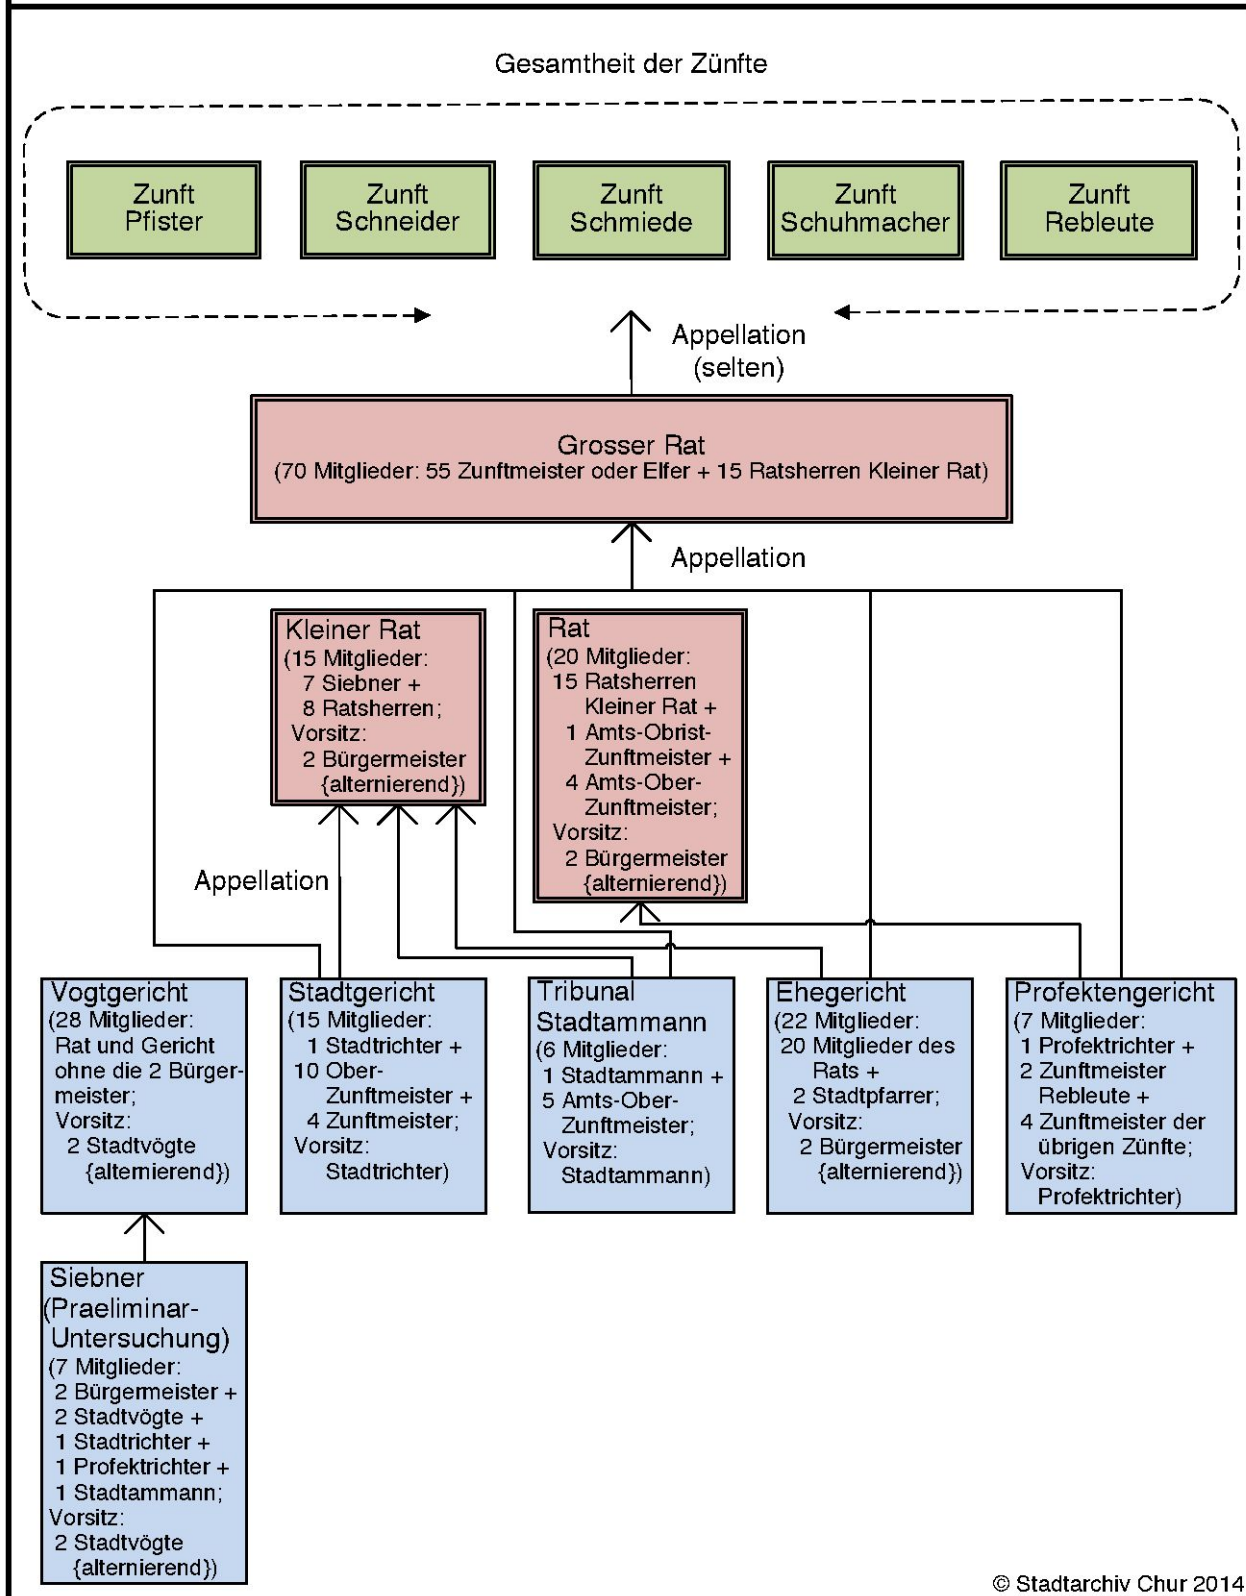 Gesamtheit der Zünfte
Zunft
Pfister
Zunft
Schneider
Zunft
Schmiede
Zunft
Schuhmacher
Zunft
Rebleute
Appellation
(selten)
Grosser Rat
(70 Mitglieder: 55 Zunftmeister oder Elfer + 15 Ratsherren Kleiner Rat)
Appellation
Kleiner Rat
(15 Mitglieder:
7 Siebner +
8 Ratsherren;
Vorsitz:
2 Bürgermeister
{alternierend})
Rat
(20 Mitglieder:
15 Ratsherren
Kleiner Rat +
1 Amts-Obrist-
Zunftmeister +
4 Amts-Ober-
Zunftmeister;
Vorsitz:
2 Bürgermeister
{alternierend})
Appellation
Vogtgericht
(28 Mitglieder:
Rat und Gericht
ohne die 2 Bürger-
meister;
Vorsitz:
2 Stadtvögte
{alternierend})
Stadtgericht
(15 Mitglieder:
1 Stadtrichter +
10 Ober-
Zunftmeister +
4 Zunftmeister;
Vorsitz:
Stadtrichter)
Tribunal
Stadtammann
(6 Mitglieder:
1 Stadtammann +
5 Amts-Ober-
Zunftmeister;
Vorsitz:
Stadtammann)
Ehegericht
(22 Mitglieder:
20 Mitglieder des
Rats +
2 Stadtpfarrer;
Vorsitz:
2 Bürgermeister
{alternierend})
Profektengericht
(7 Mitglieder:
1 Profektrichter +
2 Zunftmeister
Rebleute +
4 Zunftmeister der
übrigen Zünfte;
Vorsitz:
Profektrichter)
Siebner
(Praeliminar-
Untersuchung)
(7 Mitglieder:
2 Bürgermeister +
2 Stadtvögte +
1 Stadtrichter +
1 Profektrichter +
1 Stadtammann;
Vorsitz:
2 Stadtvögte
{alternierend})
© Stadtarchiv Chur 2014